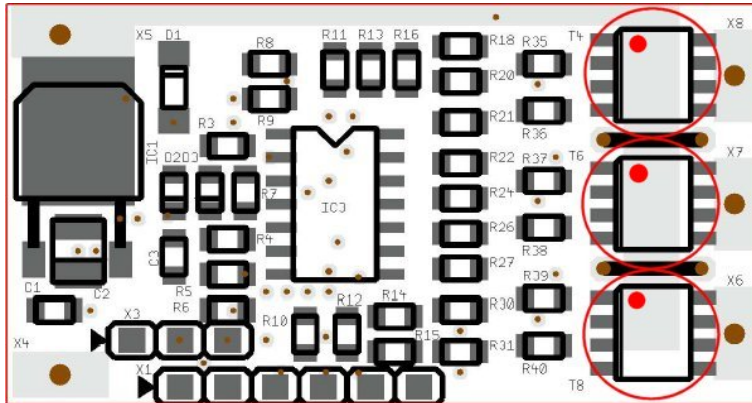 X5
D1
R8
R11
R13
R16
R18
R35
T4
X8
R20
R9
R3
R21
R36
IC1
D2
D3
R7
IC3
R22
R37
T6
X7
R24
R4
R26
R38
C3
R5
R27
R39
X6
C1
C2
R6
R14
R30
X3
R10
R12
R15
R31
R40
X4
X1
T8